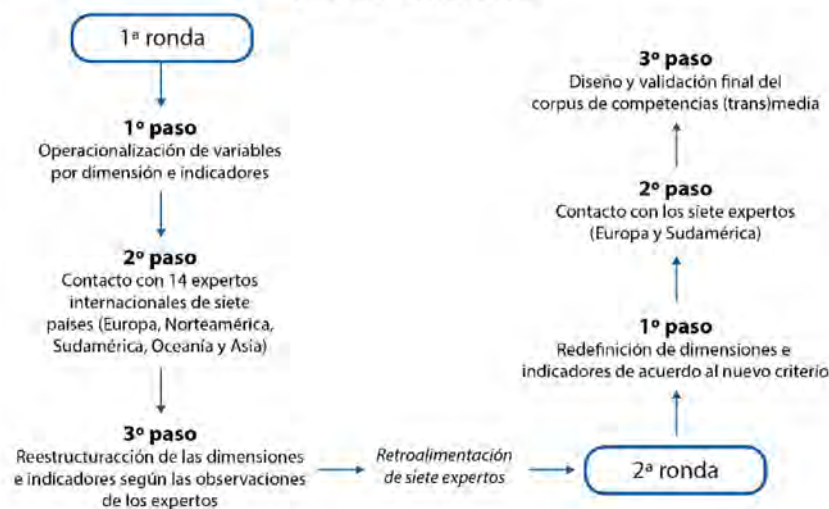 1ª ronda
1º paso
Operacionalización de variables
por dimensión e indicadores
2º paso
Contacto con 14 expertos
internacionales de siete
países (Europa, Norteamérica,
Sudamérica, Oceanía y Asia)
3º paso
Reestructuracción de las dimensiones
e indicadores según las observaciones
de los expertos
Retroalimentación
de siete expertos
2ª ronda
1º paso
Redefinición de dimensiones e
indicadores de acuerdo al nuevo criterio
2º paso
Contacto con los siete expertos
(Europa y Sudamérica)
3º paso
Diseño y validación final del
corpus de competencias (trans)media